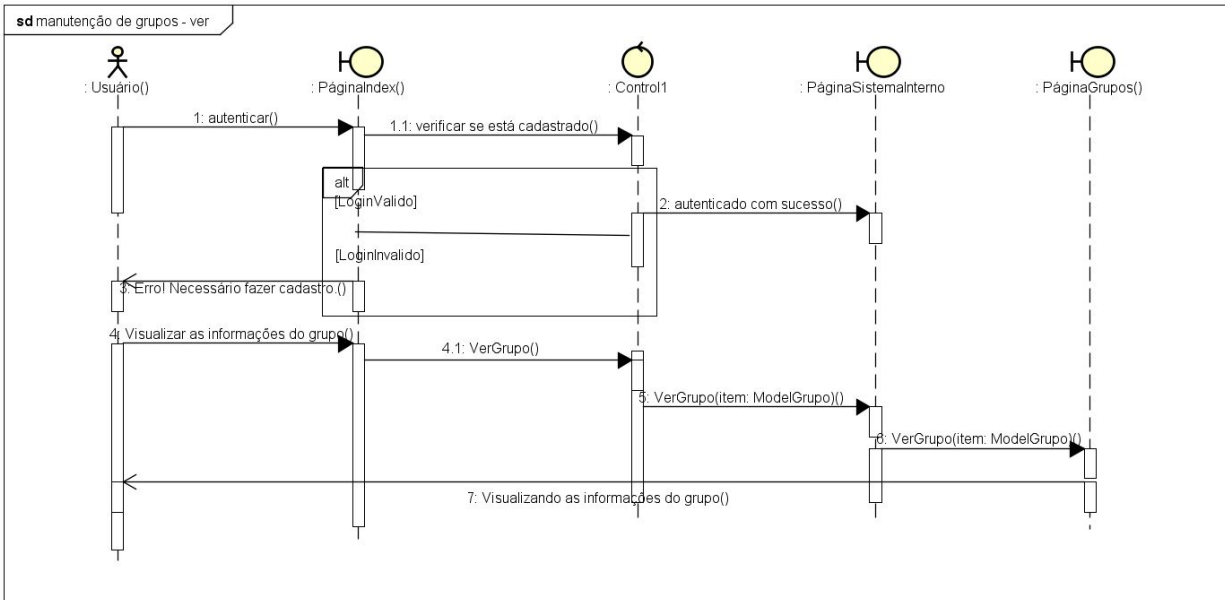 sd manutenção de grupos - ver
: Usuário()
: PáginaIndex()
: Control1
: PáginaSistemaInterno
: PáginaGrupos()
1: autenticar()
1.1: verificar se está cadastrado()
alt
[LoginValido]
2: autenticado com sucesso()
[LoginInvalido]
3: Erro! Necessário fazer cadastro.()
4: Visualizar as informações do grupo()
4.1: VerGrupo()
5: VerGrupo(item: ModelGrupo)()
6: VerGrupo(item: ModelGrupo)()
7: Visualizando as informações do grupo()